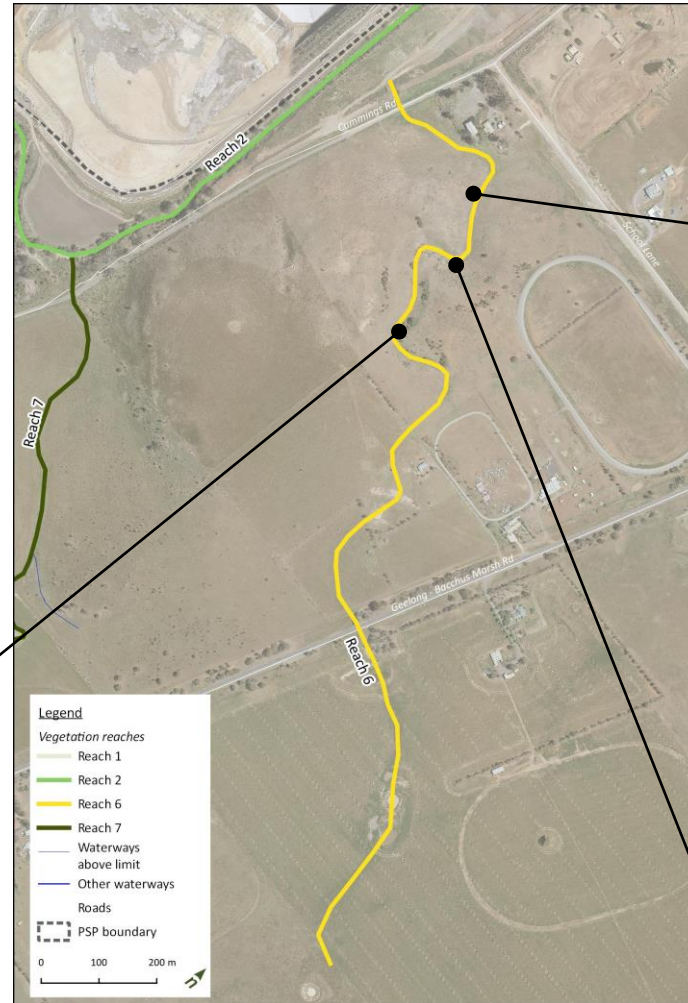 Cummings Rd
Reach 2
School Lane
Reach 7
Geelong - Bacchus Marsh Rd
Reach 6
Legend
Vegetation reaches
Reach 1
Reach 2
Reach 6
Reach 7
Waterways
above limit
Other waterways
Roads
PSP boundary
0 100 200 m
n